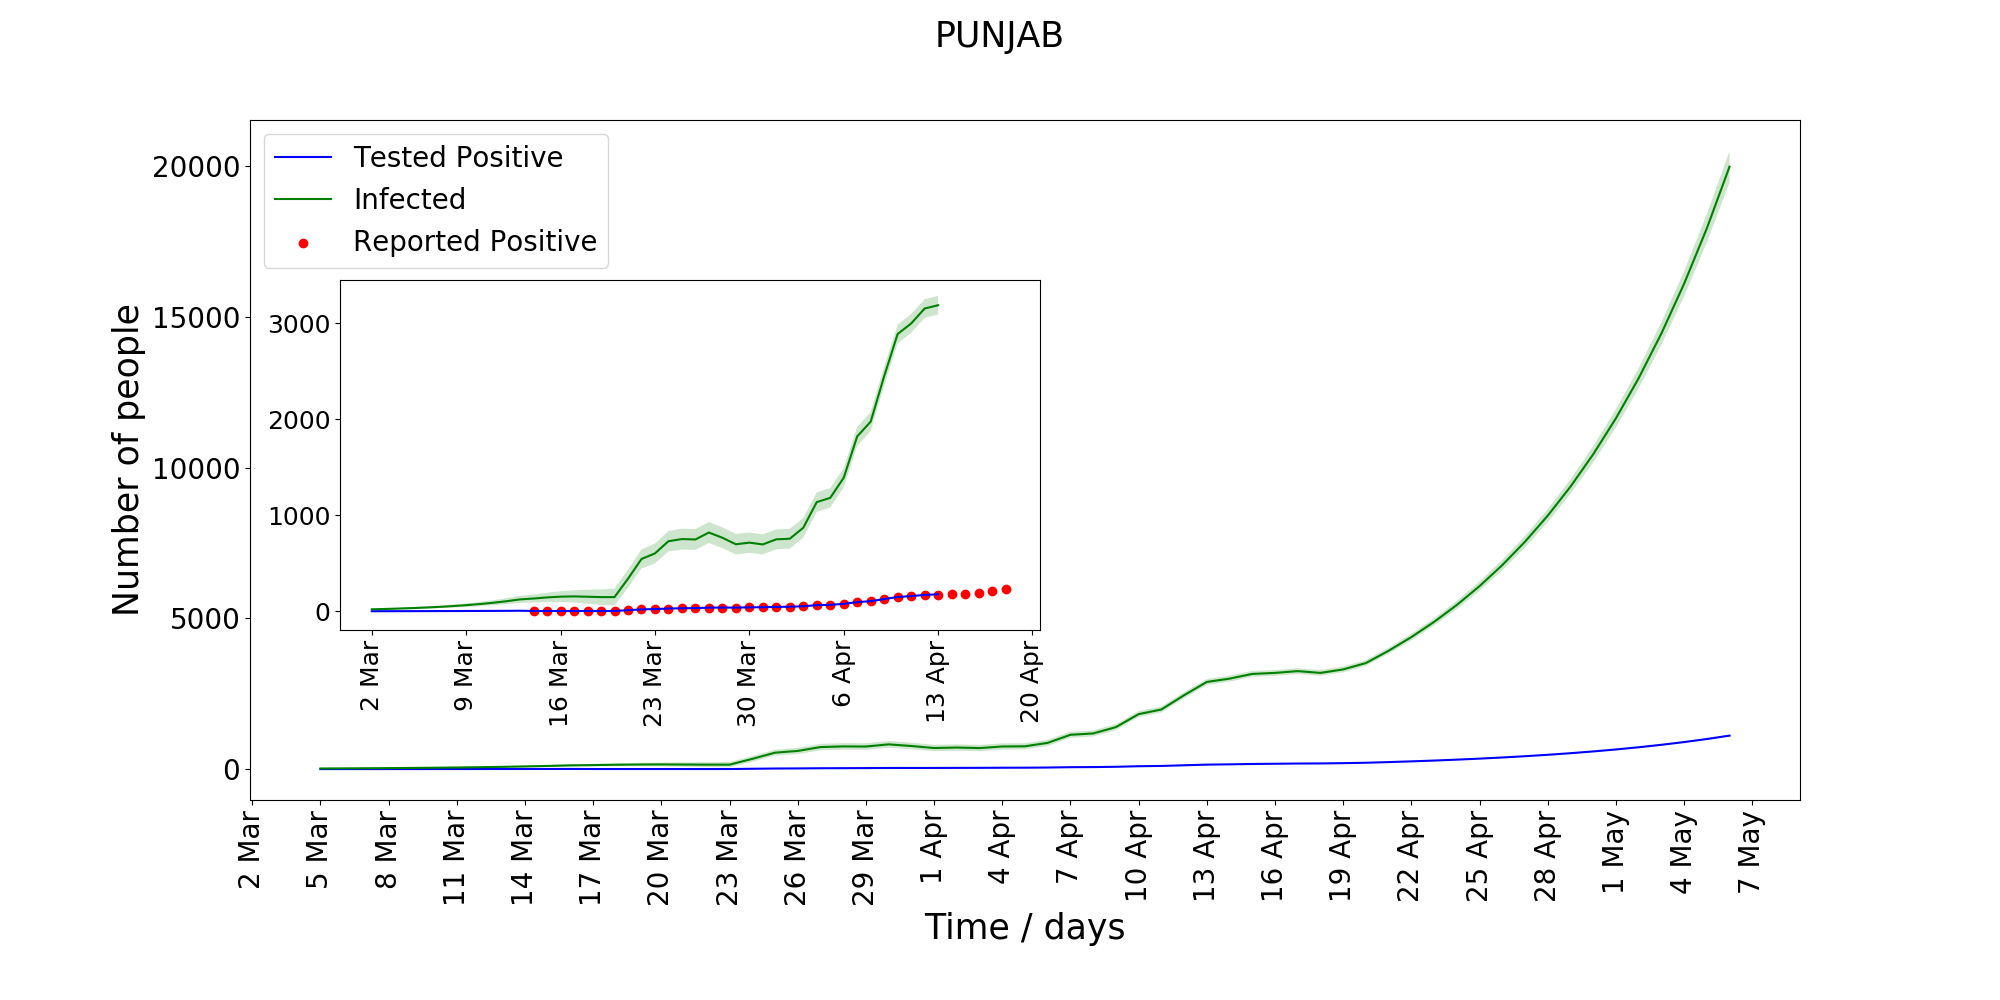 PUNJAB
Tested Positive
Infected
Reported Positive
Number of people
20000
15000
10000
5000
0
3000
2000
1000
0
2 Mar
9 Mar
16 Mar
23 Mar
30 Mar
6 Apr
13 Apr
20 Apr
2 Mar
5 Mar
8 Mar
11 Mar
14 Mar
17 Mar
20 Mar
23 Mar
26 Mar
29 Mar
1 Apr
4 Apr
7 Apr
10 Apr
13 Apr
16 Apr
19 Apr
22 Apr
25 Apr
28 Apr
1 May
4 May
7 May
Time / days